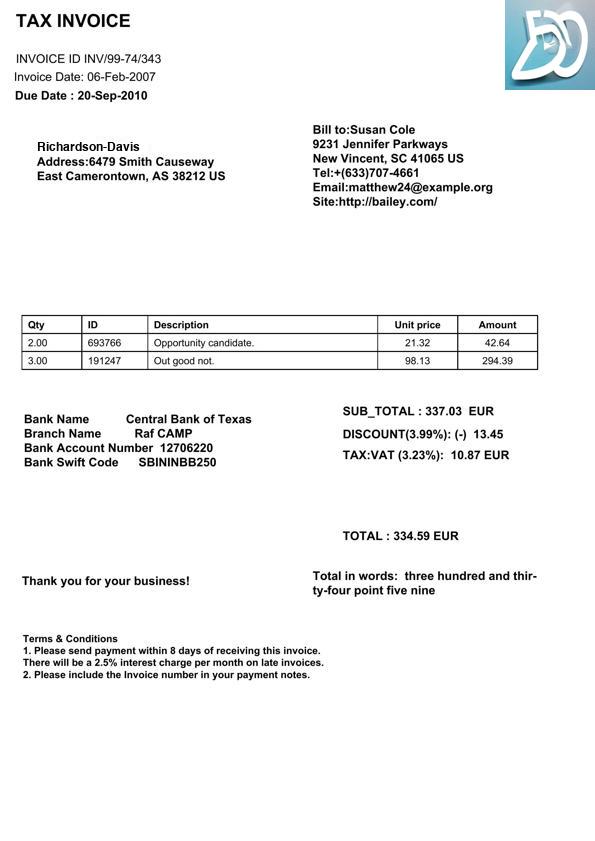 TAX INVOICE
INVOICE ID INV/99-74/343
Invoice Date: 06-Feb-2007
Due Date : 20-Sep-2010
Richardson-Davis
Address:6479 Smith Causeway
East Camerontown, AS 38212 US
Bill to:Susan Cole
9231 Jennifer Parkways
New Vincent, SC 41065 US
Tel:+(633)707-4661
Email:matthew24@example.org
Site:http://bailey.com/
Qty ID Description Unit price Amount
2.00 693766 Opportunity candidate. 21.32 42.64
3.00 191247 Out good not. 98.13 294.39
Bank Name Central Bank of Texas
Branch Name Raf CAMP
Bank Account Number 12706220
Bank Swift Code SBININBB250
SUB_TOTAL : 337.03 EUR
DISCOUNT(3.99%): (-) 13.45
TAX:VAT (3.23%): 10.87 EUR
TOTAL : 334.59 EUR
Thank you for your business!
Total in words: three hundred and thir-
ty-four point five nine
Terms & Conditions
1. Please send payment within 8 days of receiving this invoice.
There will be a 2.5% interest charge per month on late invoices.
2. Please include the Invoice number in your payment notes.